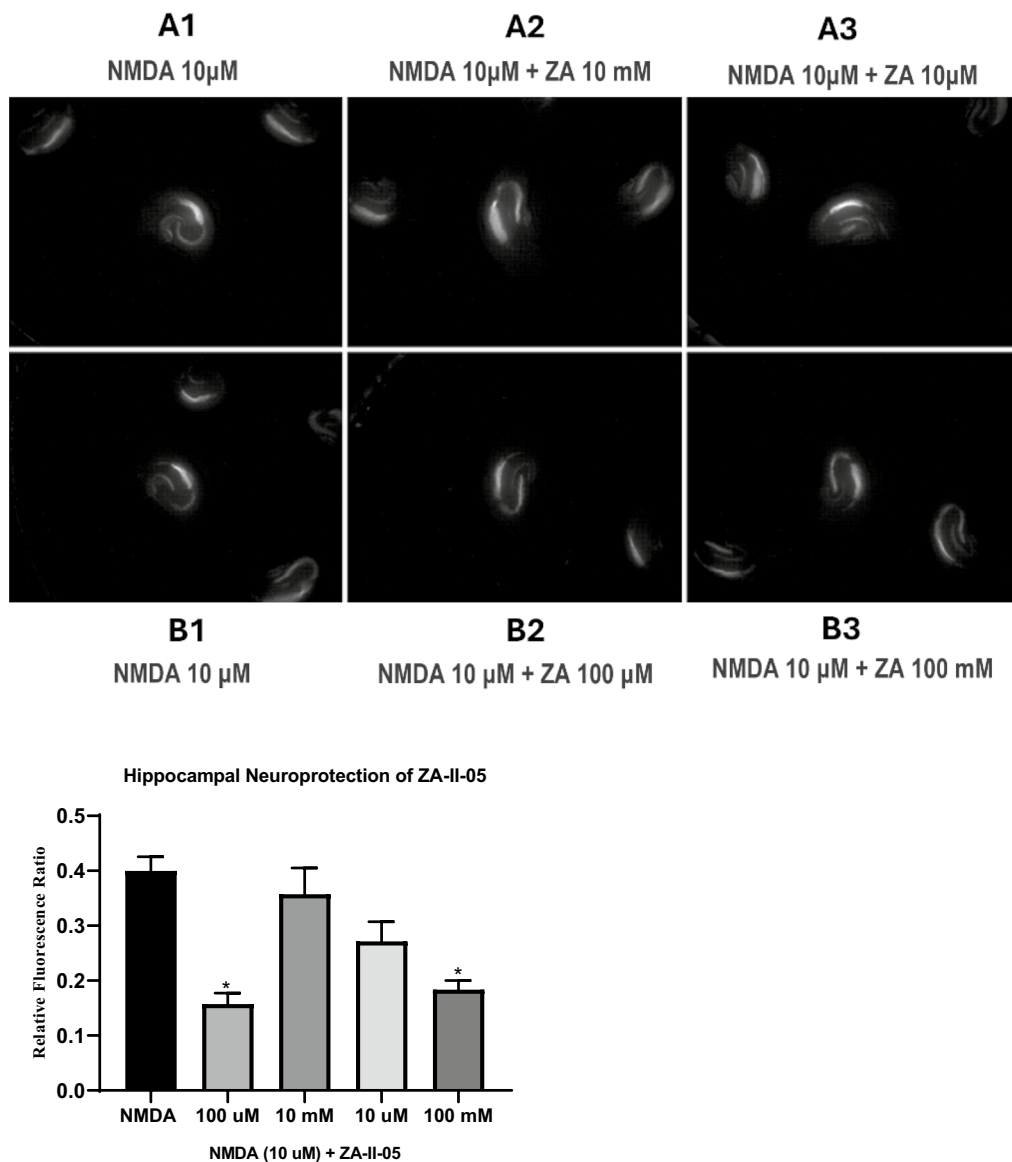 A1
A2
A3
NMDA 10µM
NMDA 10µM + ZA 10 mM
NMDA 10µM + ZA 10µM
B1
B2
B3
NMDA 10 µM
NMDA 10 µM + ZA 100 µM
NMDA 10 µM + ZA 100 mM
Hippocampal Neuroprotection of ZA-II-05
Relative Fluorescence Ratio
0.5
0.4
0.3
0.2
0.1
0.0
*
*
NMDA
100 uM
10 mM
10 uM
100 mM
NMDA (10 uM) + ZA-II-05